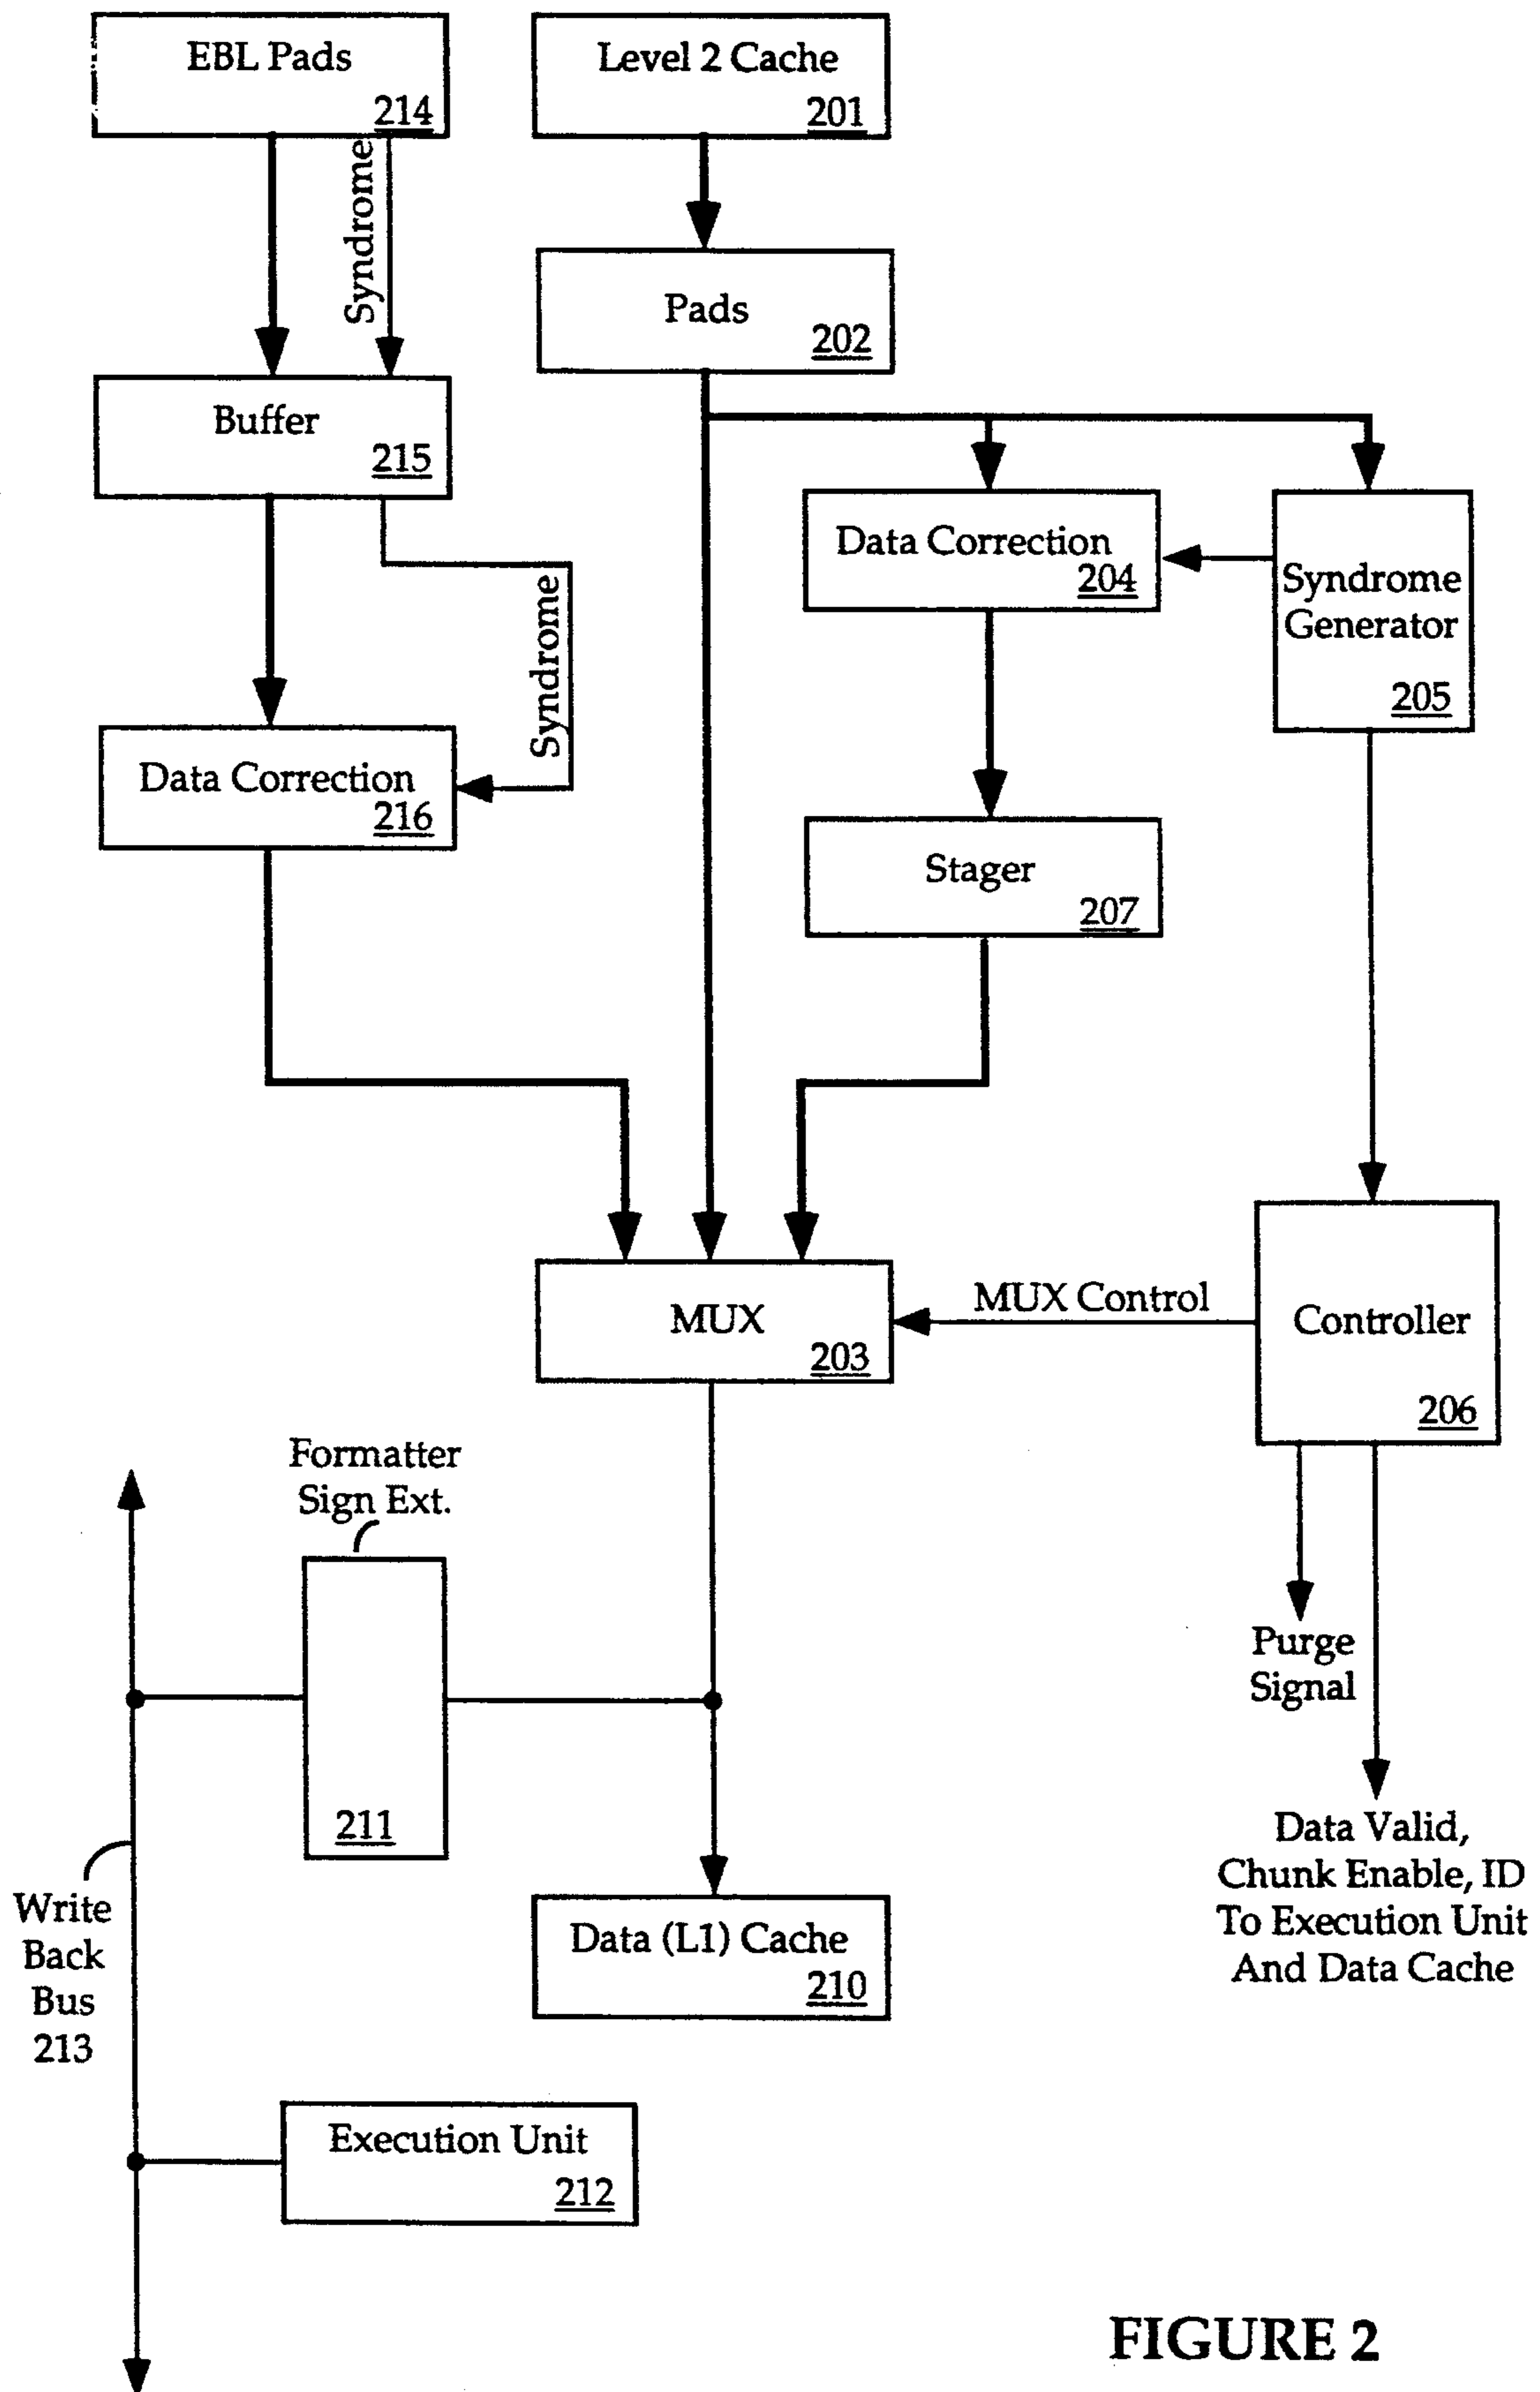 EBL Pads
214
Level 2 Cache
201
Syndrome
Pads
202
Buffer
215
Data Correction
204
Syndrome
Generator
205
Syndrome
Data Correction
216
Stager
207
MUX
203
MUX Control
Controller
206
Formatter
Sign Ext.
211
Purge
Signal
Data Valid,
Chunk Enable, ID
To Execution Unit
And Data Cache
Write
Back
Bus
213
Data (L1) Cache
210
Execution Unit
212
FIGURE 2